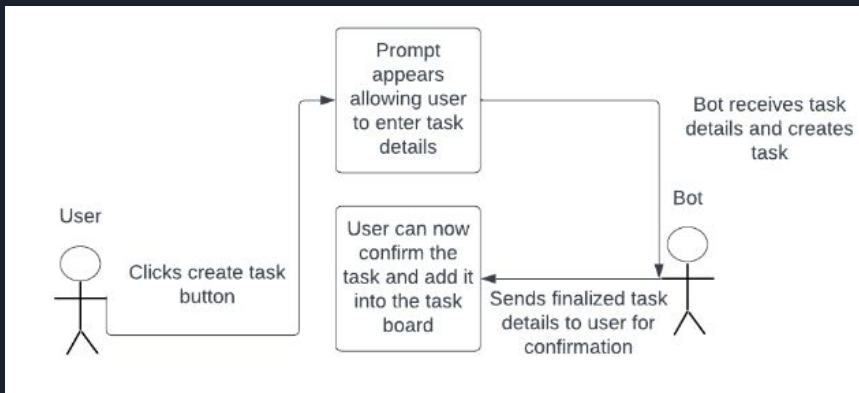 Prompt
appears
allowing user
to enter task
details
Bot receives task
details and creates
task
User
Bot
Clicks create task
button
User can now
confirm the
task and add it
into the task
board
Sends finalized task
details to user for
confirmation